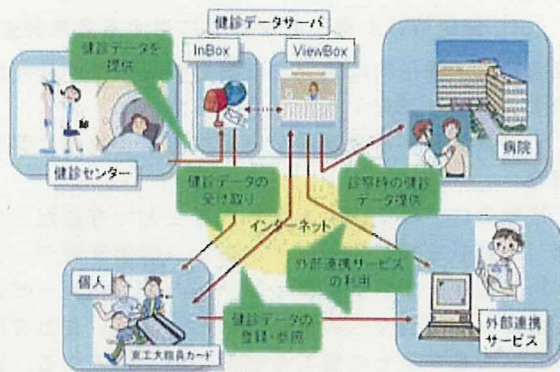 健診データサーバ
InBox
ViewBox
健診データを
提供
健診センター
病院
健診データの
受け取り
診察時の健診
データ提供
インターネット
外部連携サービス
の利用
個人
健診データの
登録・参照
東工大職員カード
外部連携
サービス